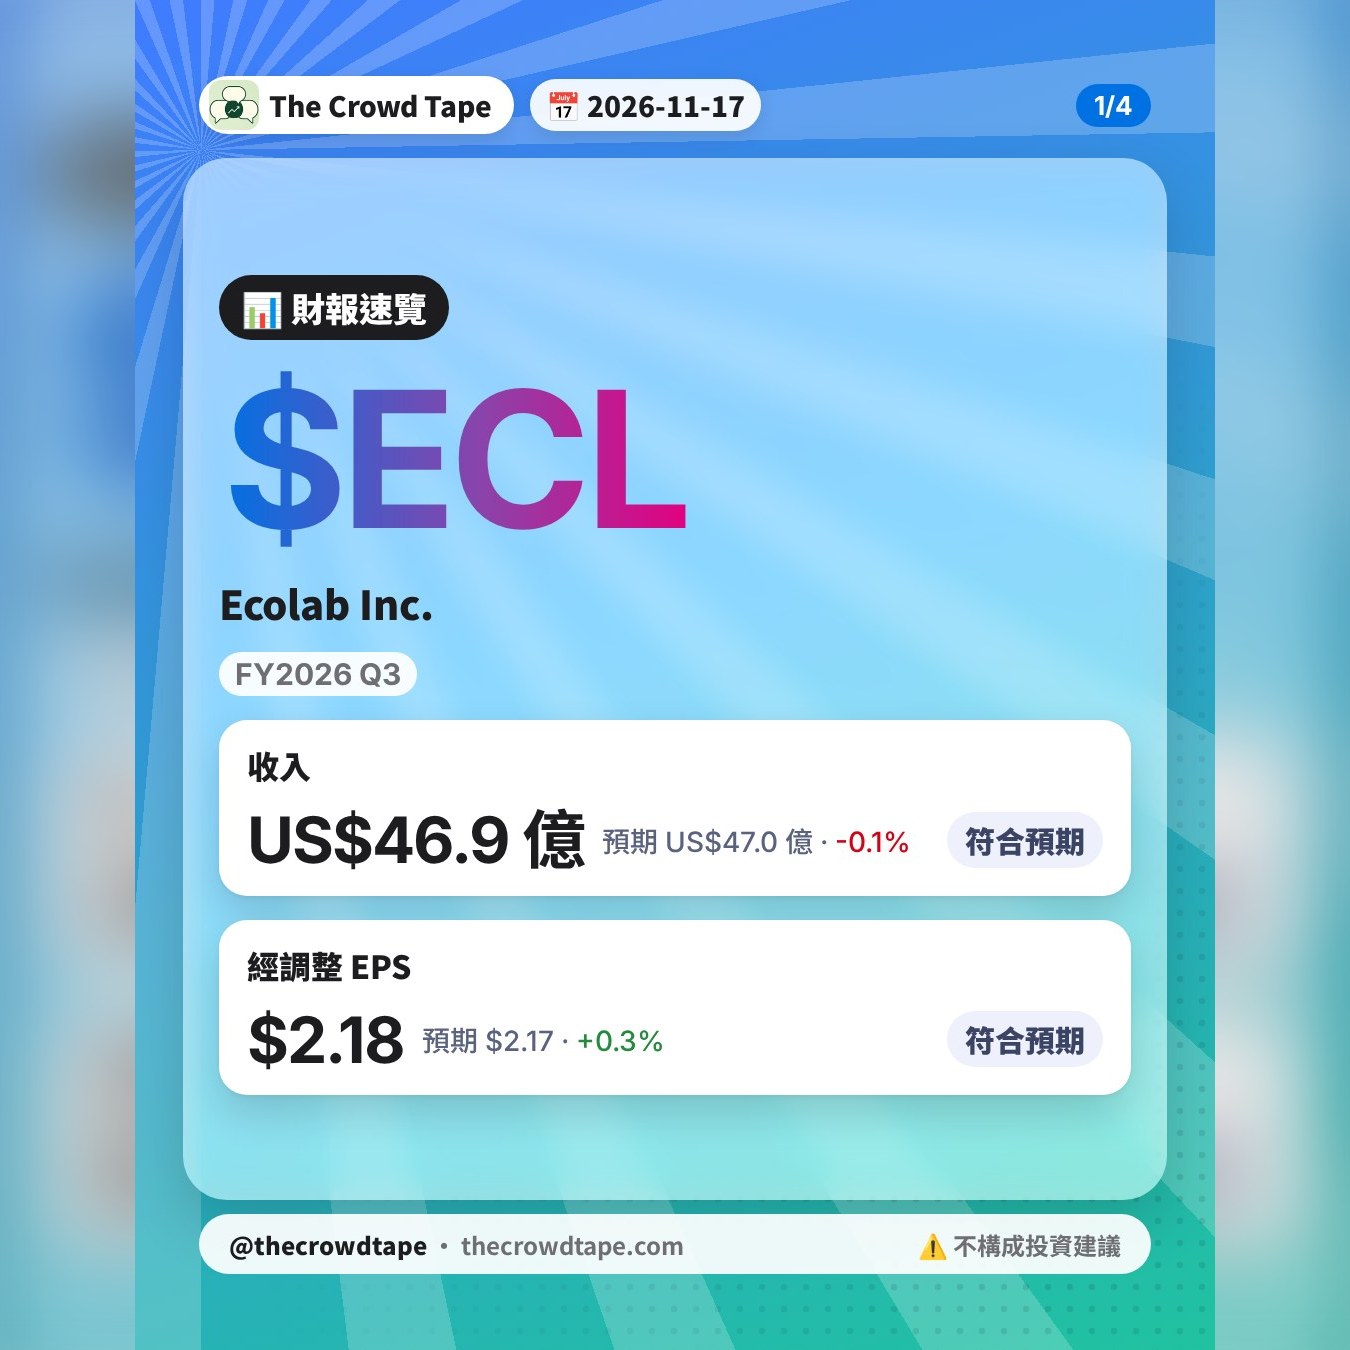 The Crowd Tape
📅 2026-11-17
1/4
📊 財報速覽
$ECL
Ecolab Inc.
FY2026 Q3
收入
US$46.9 億 預期 US$47.0 億 · -0.1% 符合預期
經調整 EPS
$2.18 預期 $2.17 · +0.3% 符合預期
@thecrowdtape · thecrowdtape.com
⚠️ 不構成投資建議